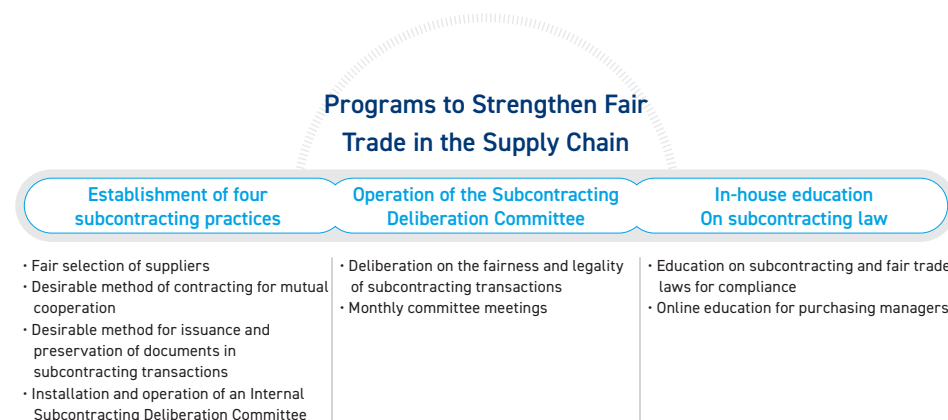 Programs to Strengthen Fair
Trade in the Supply Chain
Establishment of four
subcontracting practices
Operation of the Subcontracting
Deliberation Committee
In-house education
On subcontracting law
· Fair selection of suppliers
· Desirable method of contracting for mutual
cooperation
· Desirable method for issuance and
preservation of documents in
subcontracting transactions
· Installation and operation of an Internal
Subcontracting Deliberation Committee
· Deliberation on the fairness and legality
of subcontracting transactions
· Monthly committee meetings
· Education on subcontracting and fair trade
laws for compliance
· Online education for purchasing managers